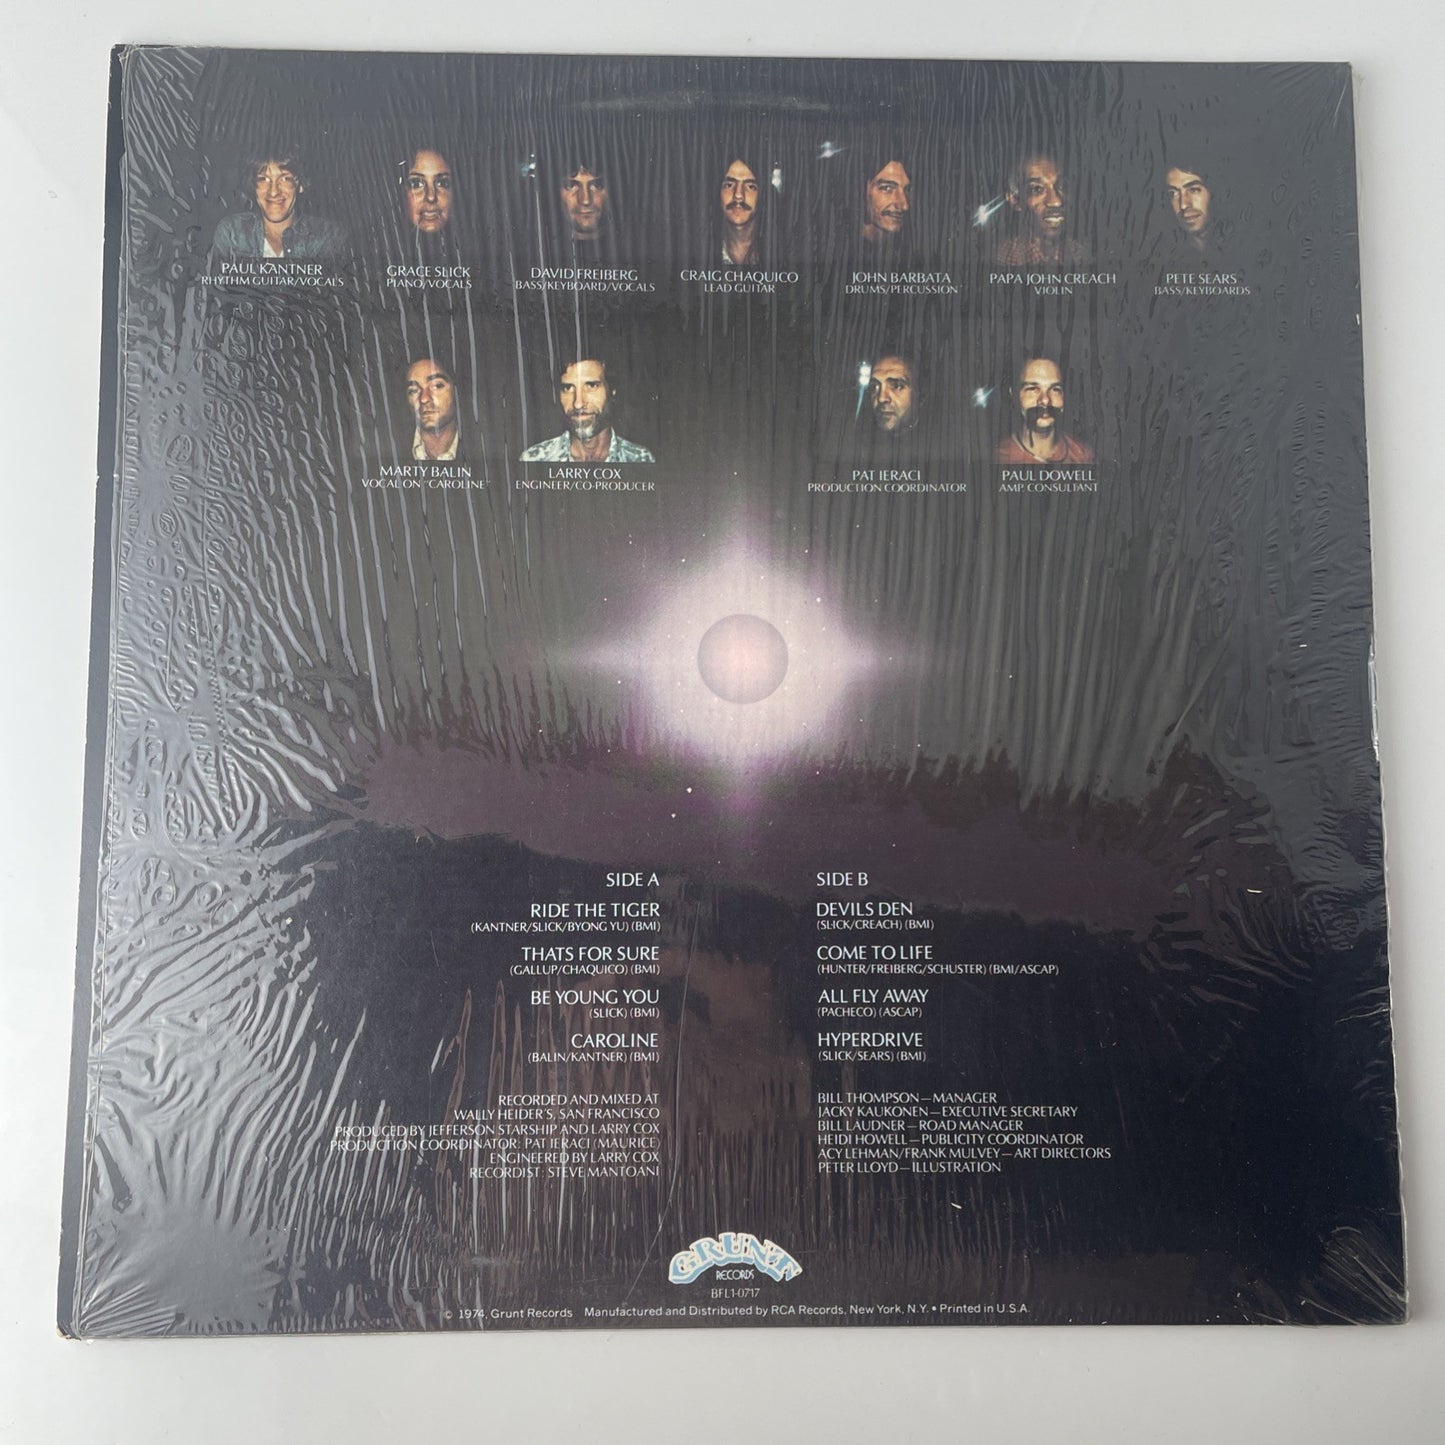 PAUL KANTNER
RHYTHM GUITAR/VOCALS
GRACE SLICK
PIANO/VOCALS
DAVID FREIBERG
BASS/KEYBOARD/VOCALS
CRAIG CHAQUICO
LEAD GUITAR
JOHN BARBATA
DRUMS/PERCUSSION
PAPA JOHN CREACH
VIOLIN
PETE SEARS
BASS/KEYBOARDS
MARTY BALIN
VOCAL ON "CAROLINE"
LARRY COX
ENGINEER/CO-PRODUCER
PAT IERACI
PRODUCTION COORDINATOR
PAUL DOWELL
AMP. CONSULTANT
SIDE A
RIDE THE TIGER
(KANTNER/SLICK/BYONG YU) (BMI)
THATS FOR SURE
(GALLUP/CHAQUICO) (BMI)
BE YOUNG YOU
(SLICK) (BMI)
CAROLINE
(BALIN/KANTNER) (BMI)
RECORDED AND MIXED AT
WALLY HEIDER'S, SAN FRANCISCO
PRODUCED BY JEFFERSON STARSHIP AND LARRY COX
PRODUCTION COORDINATOR: PAT IERACI (MAURICE)
ENGINEERED BY LARRY COX
RECORDIST: STEVE MANTOANI
SIDE B
DEVILS DEN
(SLICK/CREACH) (BMI)
COME TO LIFE
(HUNTER/FREIBERG/SCHUSTER) (BMI/ASCAP)
ALL FLY AWAY
(PACHECO) (ASCAP)
HYPERDRIVE
(SLICK/SEARS) (BMI)
BILL THOMPSON—MANAGER
JACKY KAUKONEN—EXECUTIVE SECRETARY
BILL LAUDNER—ROAD MANAGER
HEIDI HOWELL—PUBLICITY COORDINATOR
ACY LEHMAN/FRANK MULVEY—ART DIRECTORS
PETER LLOYD—ILLUSTRATION
GRUNT
RECORDS
BFL1-0717
© 1974, Grunt Records Manufactured and Distributed by RCA Records, New York, N.Y. • Printed in U.S.A.